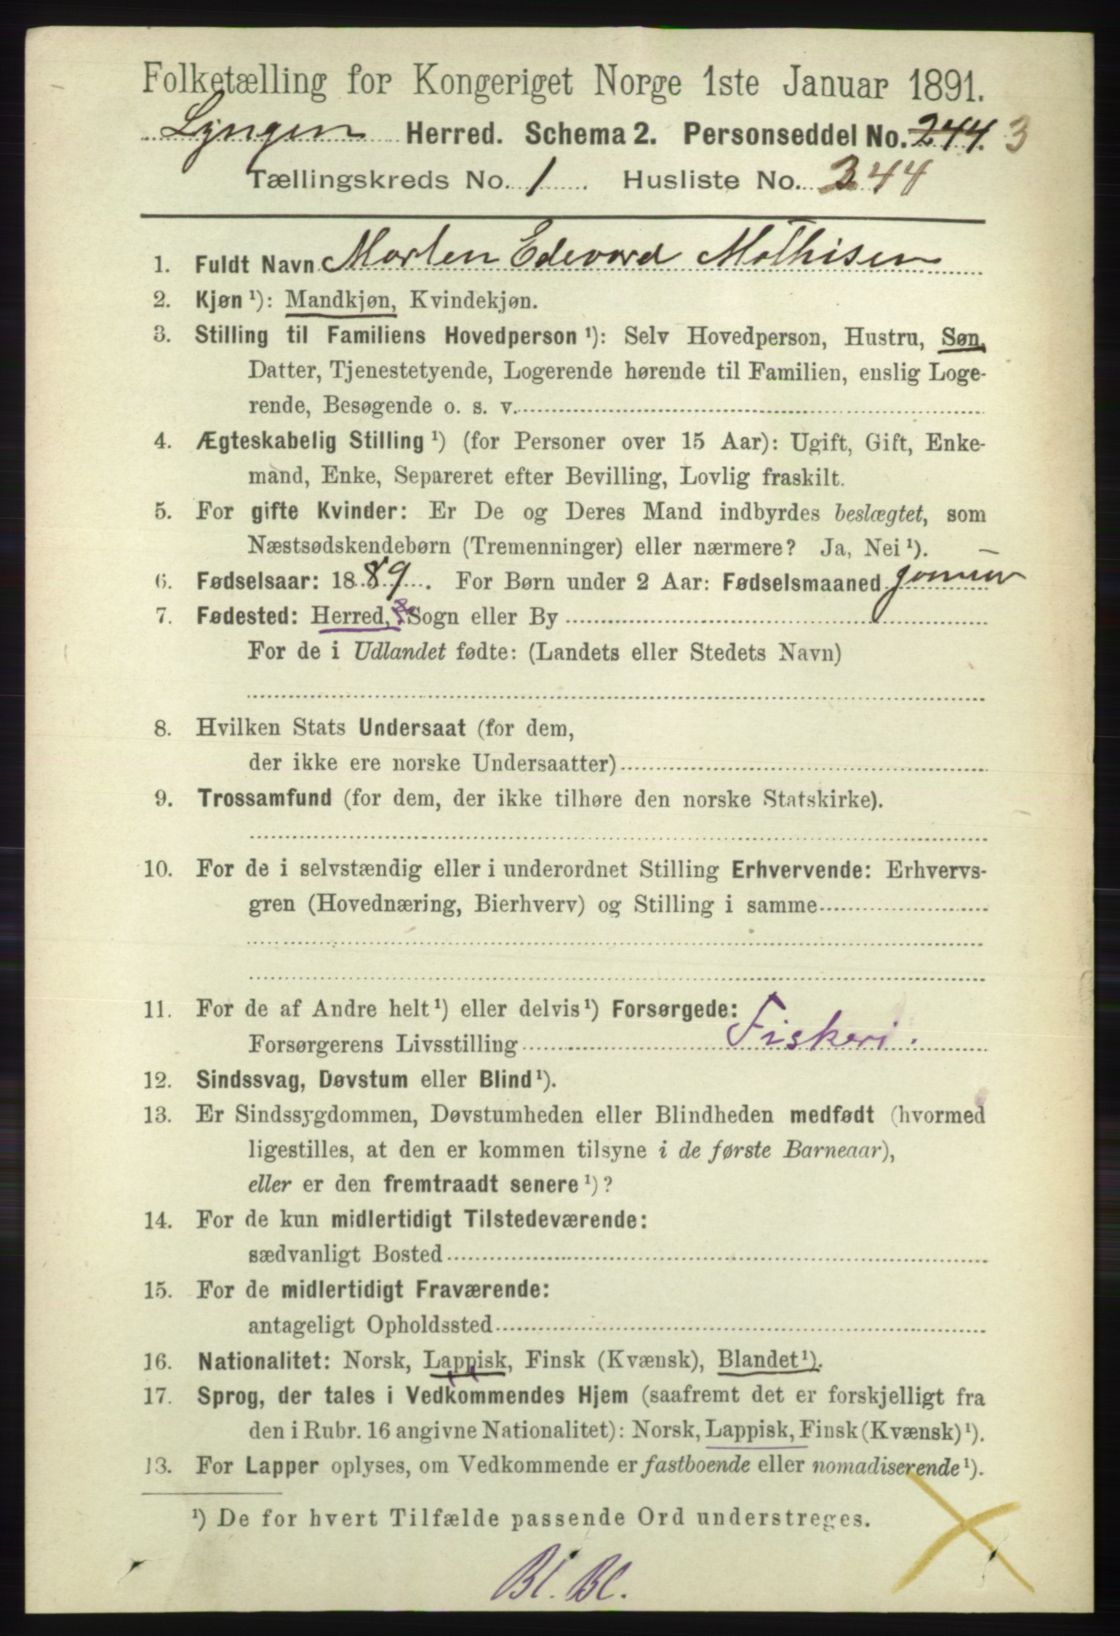 Folketælling for Kongeriget Norge 1ste Januar 1891.
Lyngen Herred. Schema 2. Personseddel No. 244. 3
Tællingskreds No. 1. Husliste No. 244
1. Fuldt Navn Morten Edevard Mathisen
2. Kjøn ¹): Mandkjøn, Kvindekjøn.
3. Stilling til Familiens Hovedperson ¹): Selv Hovedperson, Hustru, Søn,
Datter, Tjenestetyende, Logerende hørende til Familien, enslig Loge-
rende, Besøgende o. s. v.
4. Ægteskabelig Stilling ¹) (for Personer over 15 Aar): Ugift, Gift, Enke-
mand, Enke, Separeret efter Bevilling, Lovlig fraskilt.
5. For gifte Kvinder: Er De og Deres Mand indbyrdes beslægtet, som
Næstsødskendebørn (Tremenninger) eller nærmere? Ja, Nei ¹).
6. Fødselsaar: 1889. For Børn under 2 Aar: Fødselsmaaned Januar
7. Fødested: Herred, Sogn eller By
For de i Udlandet fødte: (Landets eller Stedets Navn)
8. Hvilken Stats Undersaat (for dem,
der ikke ere norske Undersaatter)
9. Trossamfund (for dem, der ikke tilhøre den norske Statskirke).
10. For de i selvstændig eller i underordnet Stilling Erhvervende: Erhvervs-
gren (Hovednæring, Bierhverv) og Stilling i samme
11. For de af Andre helt ¹) eller delvis ¹) Forsørgede:
Forsørgerens Livsstilling Fiskeri.
12. Sindssvag, Døvstum eller Blind ¹).
13. Er Sindssygdommen, Døvstumheden eller Blindheden medfødt (hvormed
ligestilles, at den er kommen tilsyne i de første Barneaar),
eller er den fremtraadt senere ¹)?
14. For de kun midlertidigt Tilstedeværende:
sædvanligt Bosted
15. For de midlertidigt Fraværende:
antageligt Opholdssted
16. Nationalitet: Norsk, Lappisk, Finsk (Kvænsk), Blandet ¹).
17. Sprog, der tales i Vedkommendes Hjem (saafremt det er forskjelligt fra
den i Rubr. 16 angivne Nationalitet): Norsk, Lappisk, Finsk (Kvænsk) ¹).
13. For Lapper oplyses, om Vedkommende er fastboende eller nomadiserende ¹).
¹) De for hvert Tilfælde passende Ord understreges.
Bl. Bl.